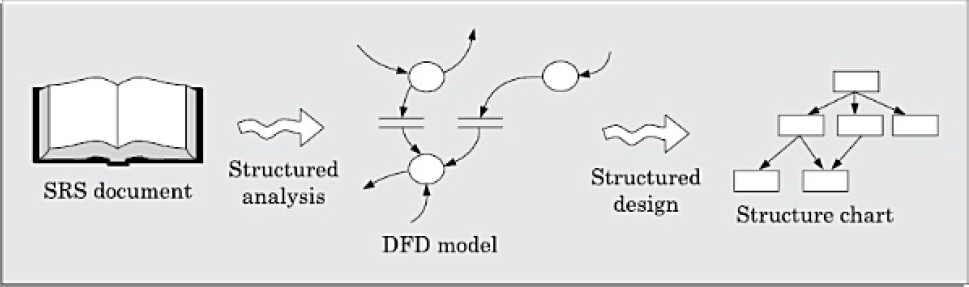 SRS document
Structured
analysis
DFD model
Structured
design
Structure chart